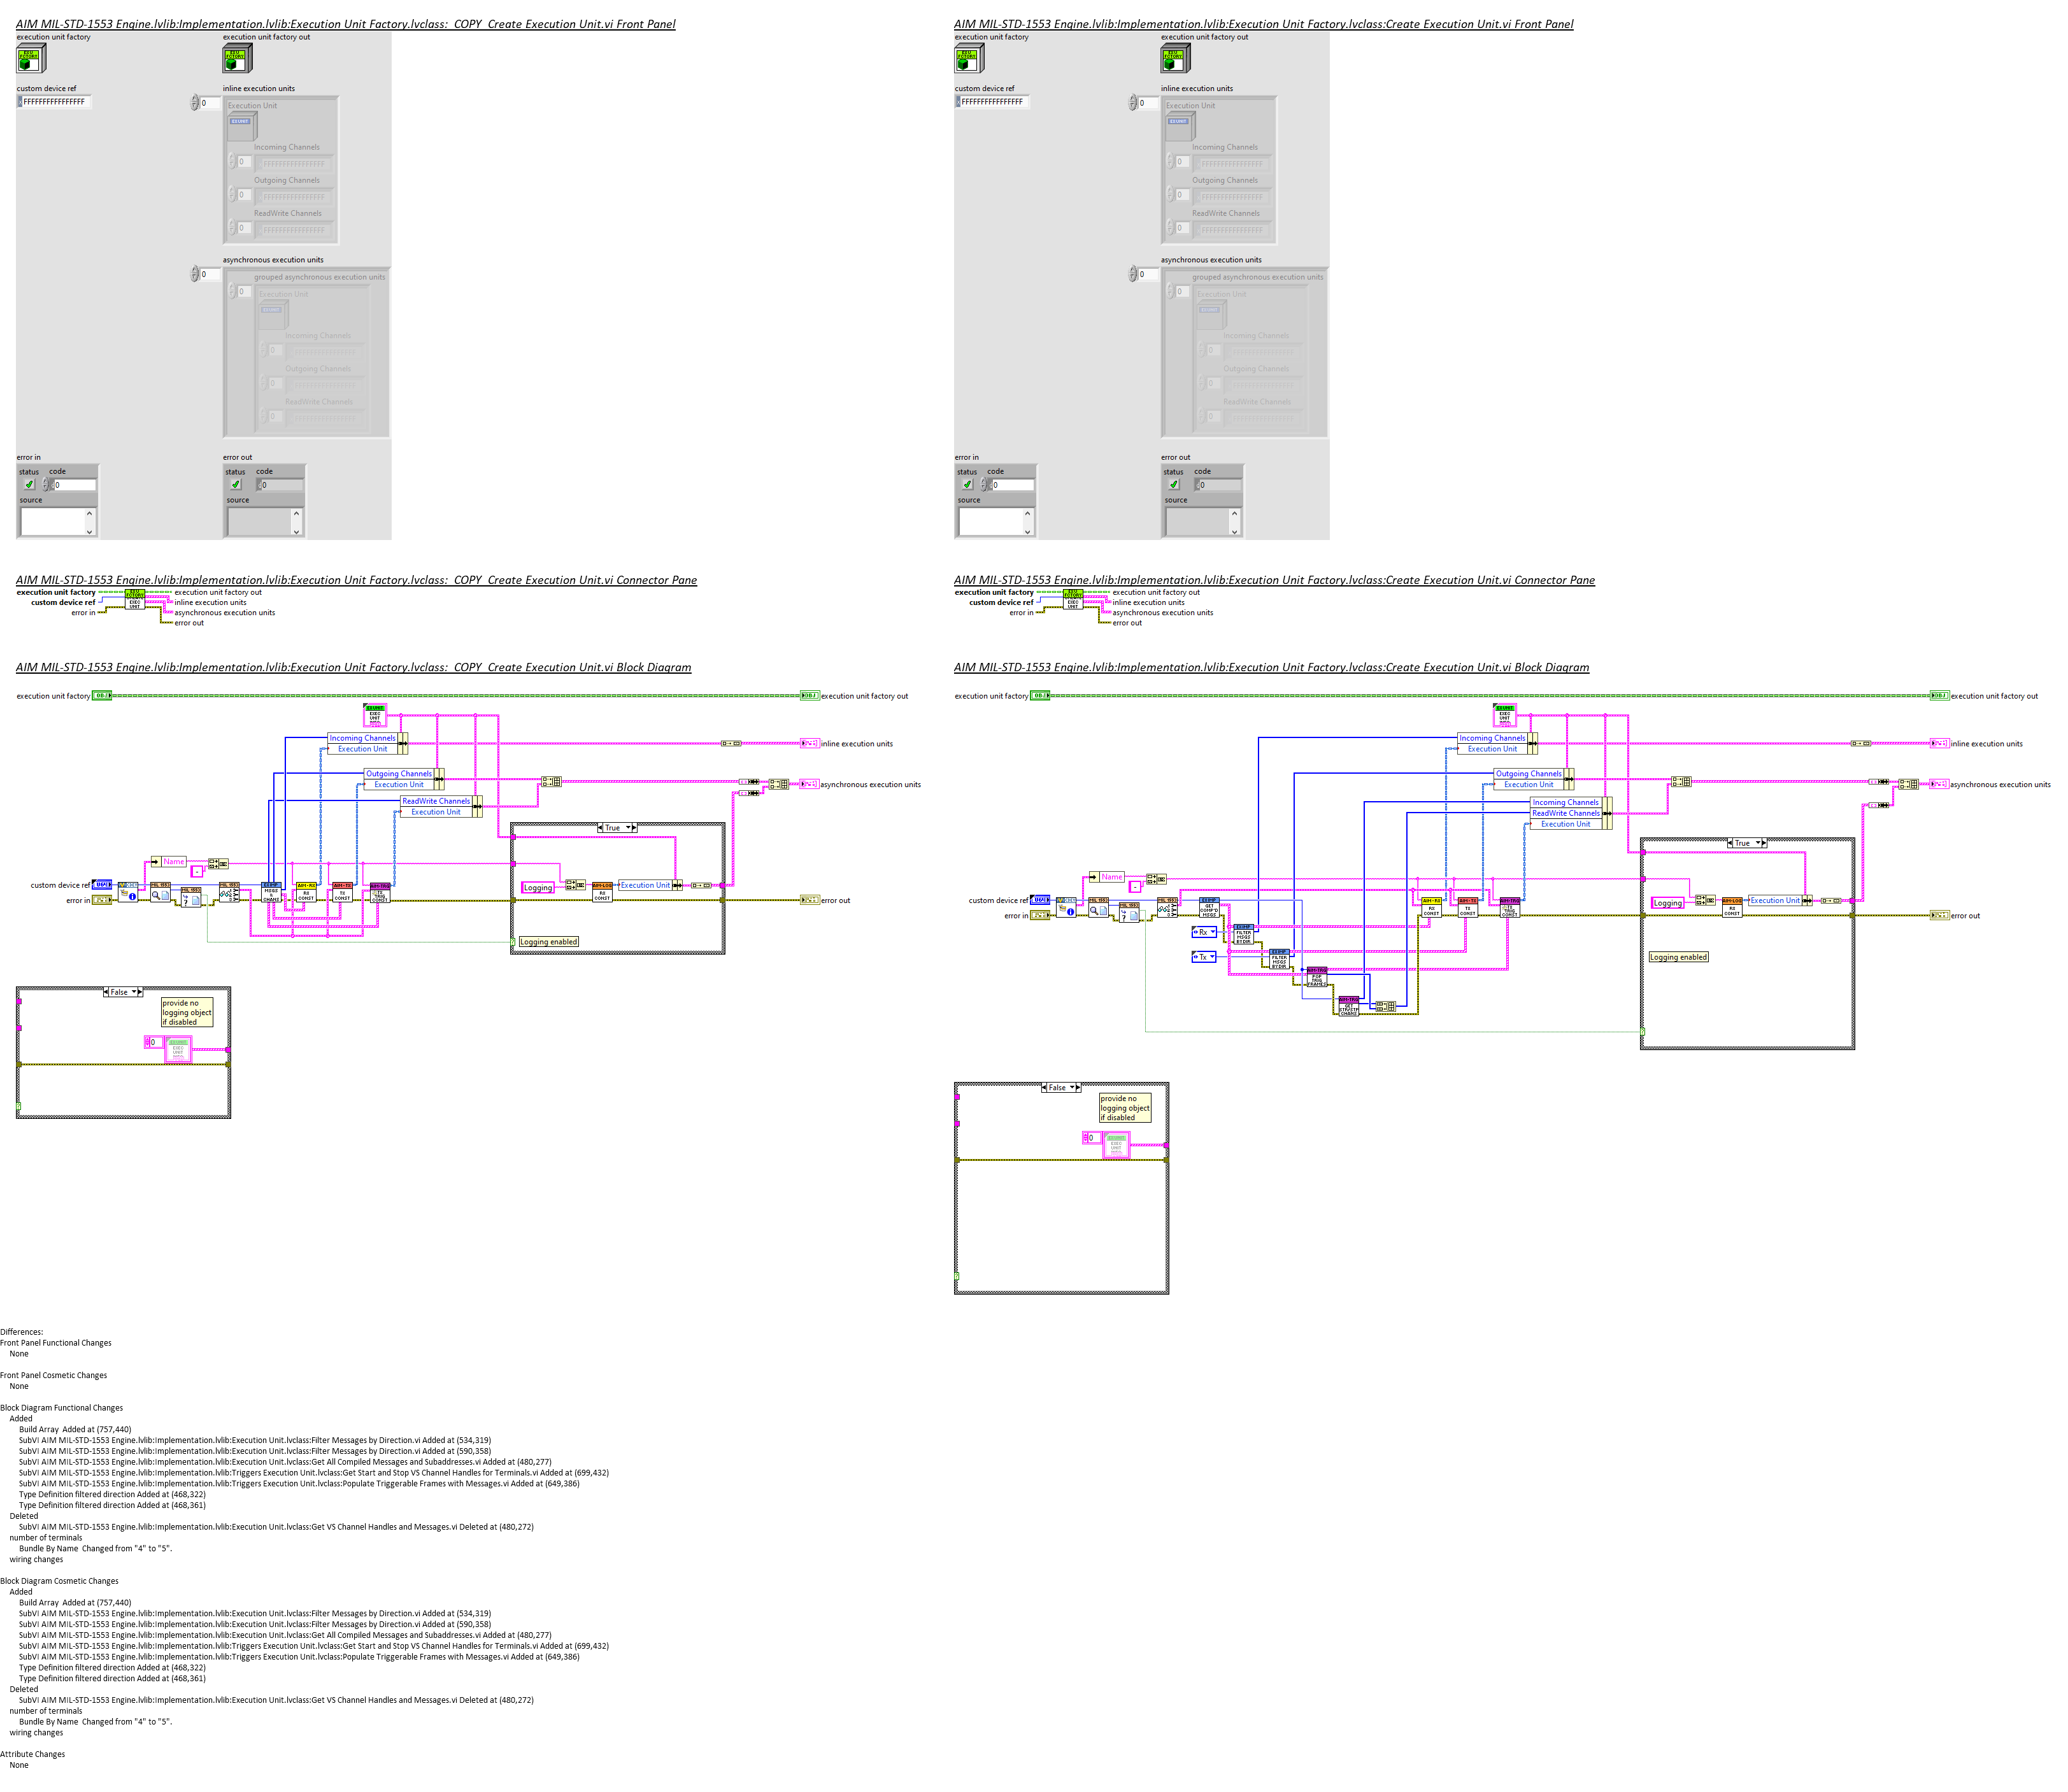 AIM MIL-STD-1553 Engine.lvlib:Implementation.lvlib:Execution Unit Factory.lvclass:_COPY_Create Execution Unit.vi Front Panel
execution unit factory
execution unit factory out
custom device ref
FFFFFFFFFFFFFFFF
inline execution units
0
Execution Unit
Incoming Channels
0
FFFFFFFFFFFFFFFF
Outgoing Channels
0
FFFFFFFFFFFFFFFF
ReadWrite Channels
0
FFFFFFFFFFFFFFFF
asynchronous execution units
0
grouped asynchronous execution units
0
Execution Unit
Incoming Channels
0
Outgoing Channels
0
ReadWrite Channels
0
error in
status code
0
source
error out
status code
0
source
AIM MIL-STD-1553 Engine.lvlib:Implementation.lvlib:Execution Unit Factory.lvclass:Create Execution Unit.vi Front Panel
execution unit factory
execution unit factory out
custom device ref
FFFFFFFFFFFFFFFF
inline execution units
0
Execution Unit
Incoming Channels
0
FFFFFFFFFFFFFFFF
Outgoing Channels
0
FFFFFFFFFFFFFFFF
ReadWrite Channels
0
FFFFFFFFFFFFFFFF
asynchronous execution units
0
grouped asynchronous execution units
0
Execution Unit
Incoming Channels
0
Outgoing Channels
0
ReadWrite Channels
0
error in
status code
0
source
error out
status code
0
source
AIM MIL-STD-1553 Engine.lvlib:Implementation.lvlib:Execution Unit Factory.lvclass:_COPY_Create Execution Unit.vi Connector Pane
execution unit factory
custom device ref
error in
execution unit factory out
inline execution units
asynchronous execution units
error out
AIM MIL-STD-1553 Engine.lvlib:Implementation.lvlib:Execution Unit Factory.lvclass:Create Execution Unit.vi Connector Pane
execution unit factory
custom device ref
error in
execution unit factory out
inline execution units
asynchronous execution units
error out
AIM MIL-STD-1553 Engine.lvlib:Implementation.lvlib:Execution Unit Factory.lvclass:_COPY_Create Execution Unit.vi Block Diagram
execution unit factory
execution unit factory out
Incoming Channels
Execution Unit
inline execution units
Outgoing Channels
Execution Unit
asynchronous execution units
ReadWrite Channels
Execution Unit
True
Name
custom device ref
error in
Logging
Execution Unit
error out
Logging enabled
False
provide no
logging object
if disabled
0
AIM MIL-STD-1553 Engine.lvlib:Implementation.lvlib:Execution Unit Factory.lvclass:Create Execution Unit.vi Block Diagram
execution unit factory
execution unit factory out
Incoming Channels
Execution Unit
inline execution units
Outgoing Channels
Execution Unit
asynchronous execution units
Incoming Channels
ReadWrite Channels
Execution Unit
True
Name
custom device ref
error in
Rx
Tx
Logging
Execution Unit
error out
Logging enabled
False
provide no
logging object
if disabled
0
Differences:
Front Panel Functional Changes
None
Front Panel Cosmetic Changes
None
Block Diagram Functional Changes
Added
Build Array  Added at (757,440)
SubVI AIM MIL-STD-1553 Engine.lvlib:Implementation.lvlib:Execution Unit.lvclass:Filter Messages by Direction.vi Added at (534,319)
SubVI AIM MIL-STD-1553 Engine.lvlib:Implementation.lvlib:Execution Unit.lvclass:Filter Messages by Direction.vi Added at (590,358)
SubVI AIM MIL-STD-1553 Engine.lvlib:Implementation.lvlib:Execution Unit.lvclass:Get All Compiled Messages and Subaddresses.vi Added at (480,277)
SubVI AIM MIL-STD-1553 Engine.lvlib:Implementation.lvlib:Triggers Execution Unit.lvclass:Get Start and Stop VS Channel Handles for Terminals.vi Added at (699,432)
SubVI AIM MIL-STD-1553 Engine.lvlib:Implementation.lvlib:Triggers Execution Unit.lvclass:Populate Triggerable Frames with Messages.vi Added at (649,386)
Type Definition filtered direction Added at (468,322)
Type Definition filtered direction Added at (468,361)
Deleted
SubVI AIM MIL-STD-1553 Engine.lvlib:Implementation.lvlib:Execution Unit.lvclass:Get VS Channel Handles and Messages.vi Deleted at (480,272)
number of terminals
Bundle By Name  Changed from "4" to "5".
wiring changes
Block Diagram Cosmetic Changes
Added
Build Array  Added at (757,440)
SubVI AIM MIL-STD-1553 Engine.lvlib:Implementation.lvlib:Execution Unit.lvclass:Filter Messages by Direction.vi Added at (534,319)
SubVI AIM MIL-STD-1553 Engine.lvlib:Implementation.lvlib:Execution Unit.lvclass:Filter Messages by Direction.vi Added at (590,358)
SubVI AIM MIL-STD-1553 Engine.lvlib:Implementation.lvlib:Execution Unit.lvclass:Get All Compiled Messages and Subaddresses.vi Added at (480,277)
SubVI AIM MIL-STD-1553 Engine.lvlib:Implementation.lvlib:Triggers Execution Unit.lvclass:Get Start and Stop VS Channel Handles for Terminals.vi Added at (699,432)
SubVI AIM MIL-STD-1553 Engine.lvlib:Implementation.lvlib:Triggers Execution Unit.lvclass:Populate Triggerable Frames with Messages.vi Added at (649,386)
Type Definition filtered direction Added at (468,322)
Type Definition filtered direction Added at (468,361)
Deleted
SubVI AIM MIL-STD-1553 Engine.lvlib:Implementation.lvlib:Execution Unit.lvclass:Get VS Channel Handles and Messages.vi Deleted at (480,272)
number of terminals
Bundle By Name  Changed from "4" to "5".
wiring changes
Attribute Changes
None